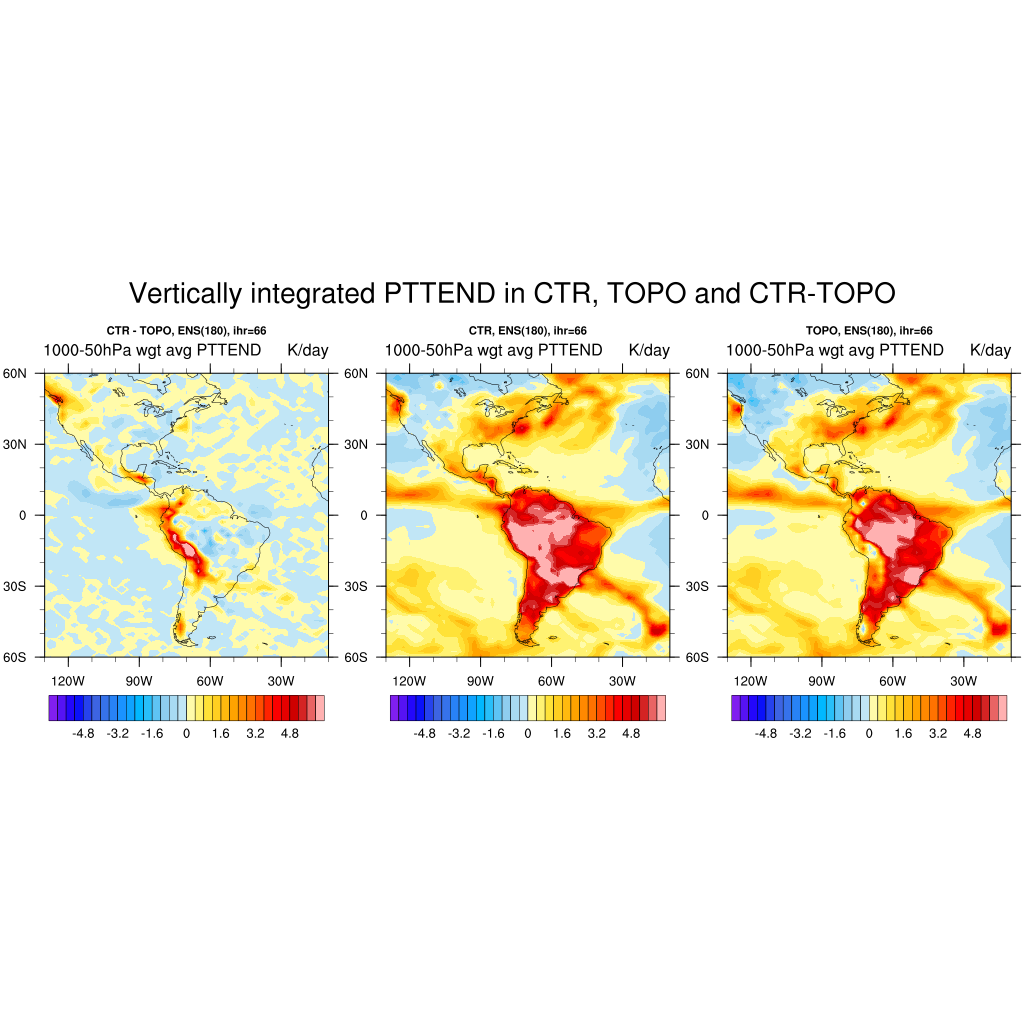 Vertically integrated PTTEND in CTR, TOPO and CTR-TOPO
CTR - TOPO, ENS(180), ihr=66
1000-50hPa wgt avg PTTEND K/day
60N
30N
0
30S
60S
120W 90W 60W 30W
-4.8 -3.2 -1.6 0 1.6 3.2 4.8
CTR, ENS(180), ihr=66
1000-50hPa wgt avg PTTEND K/day
60N
30N
0
30S
60S
120W 90W 60W 30W
-4.8 -3.2 -1.6 0 1.6 3.2 4.8
TOPO, ENS(180), ihr=66
1000-50hPa wgt avg PTTEND K/day
60N
30N
0
30S
60S
120W 90W 60W 30W
-4.8 -3.2 -1.6 0 1.6 3.2 4.8